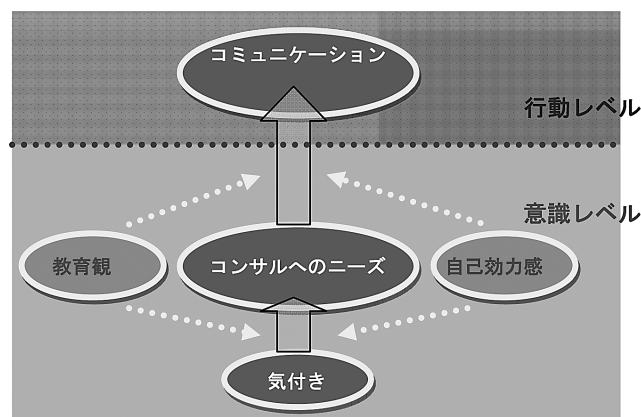 コミュニケーション
行動レベル
意識レベル
教育観
コンサルへのニーズ
自己効力感
気付き